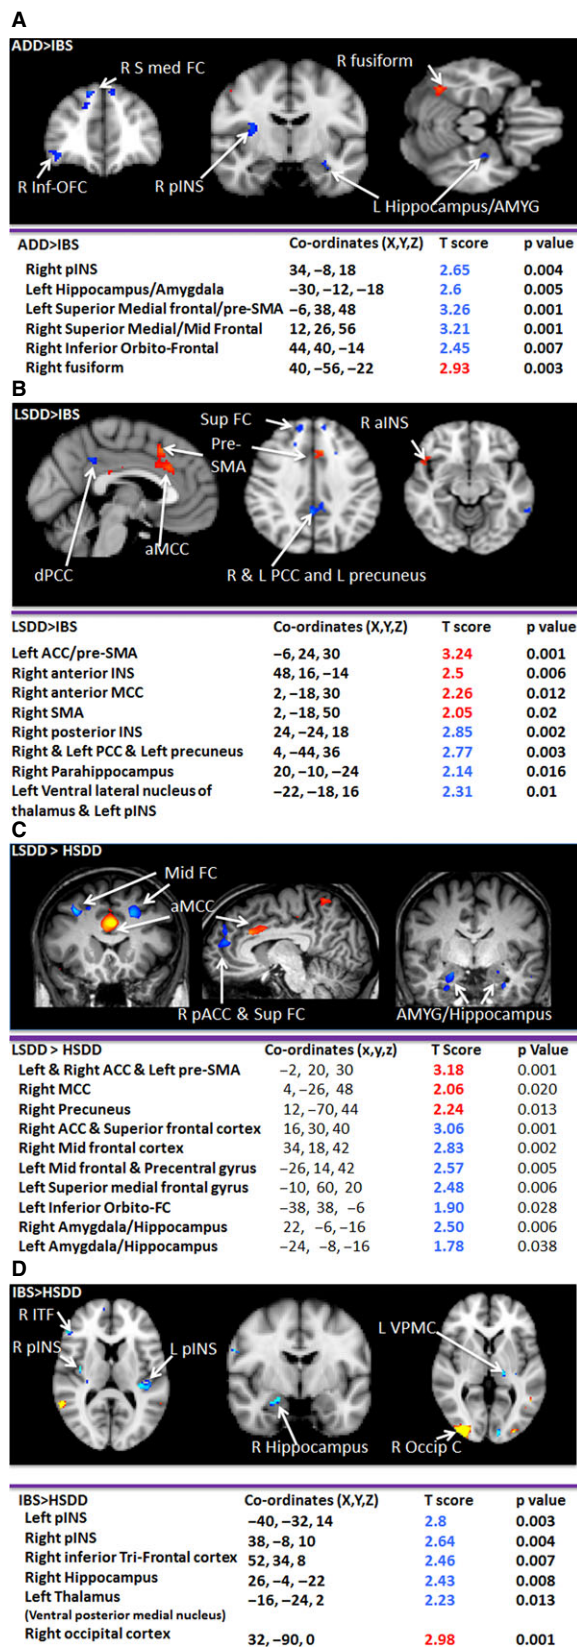 A
ADD>IBS
R S med FC
R fusiform
R Inf-OFC
R pINS
L Hippocampus/AMYG
ADD>IBS Co-ordinates (X,Y,Z) T score p value
Right pINS 34, −8, 18 2.65 0.004
Left Hippocampus/Amygdala −30, −12, −18 2.6 0.005
Left Superior Medial frontal/pre-SMA −6, 38, 48 3.26 0.001
Right Superior Medial/Mid Frontal 12, 26, 56 3.21 0.001
Right Inferior Orbito-Frontal 44, 40, −14 2.45 0.007
Right fusiform 40, −56, −22 2.93 0.003
B
LSDD>IBS
Sup FC
R aINS
Pre-
SMA
aMCC
dPCC
R & L PCC and L precuneus
LSDD>IBS Co-ordinates (X,Y,Z) T score p value
Left ACC/pre-SMA −6, 24, 30 3.24 0.001
Right anterior INS 48, 16, −14 2.5 0.006
Right anterior MCC 2, −18, 30 2.26 0.012
Right SMA 2, −18, 50 2.05 0.02
Right posterior INS 24, −24, 18 2.85 0.002
Right & Left PCC & Left precuneus 4, −44, 36 2.77 0.003
Right Parahippocampus 20, −10, −24 2.14 0.016
Left Ventral lateral nucleus of −22, −18, 16 2.31 0.01
thalamus & Left pINS
C
LSDD > HSDD
Mid FC
aMCC
R pACC & Sup FC
AMYG/Hippocampus
LSDD > HSDD Co-ordinates (x,y,z) T Score p Value
Left & Right ACC & Left pre-SMA −2, 20, 30 3.18 0.001
Right MCC 4, −26, 48 2.06 0.020
Right Precuneus 12, −70, 44 2.24 0.013
Right ACC & Superior frontal cortex 16, 30, 40 3.06 0.001
Right Mid frontal cortex 34, 18, 42 2.83 0.002
Left Mid frontal & Precentral gyrus −26, 14, 42 2.57 0.005
Left Superior medial frontal gyrus −10, 60, 20 2.48 0.006
Left Inferior Orbito-FC −38, 38, −6 1.90 0.028
Right Amygdala/Hippocampus 22, −6, −16 2.50 0.006
Left Amygdala/Hippocampus −24, −8, −16 1.78 0.038
D
IBS>HSDD
R ITF
R pINS
L pINS
L VPMC
R Hippocampus
R Occip C
IBS>HSDD Co-ordinates (X,Y,Z) T score p value
Left pINS −40, −32, 14 2.8 0.003
Right pINS 38, −8, 10 2.64 0.004
Right inferior Tri-Frontal cortex 52, 34, 8 2.46 0.007
Right Hippocampus 26, −4, −22 2.43 0.008
Left Thalamus −16, −24, 2 2.23 0.013
(Ventral posterior medial nucleus)
Right occipital cortex 32, −90, 0 2.98 0.001